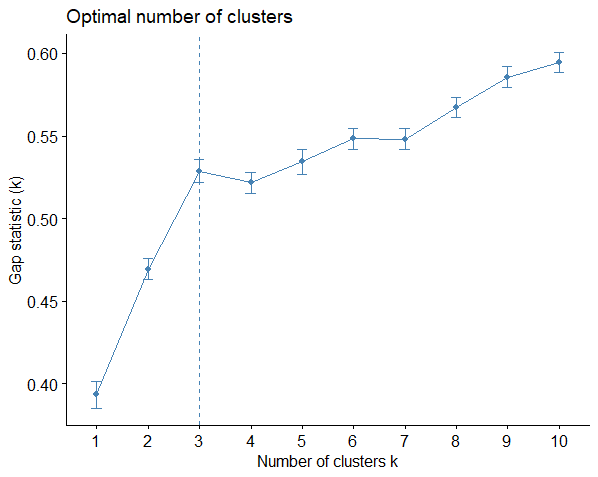 Optimal number of clusters
0.60
0.55
0.50
0.45
0.40
Gap statistic (k)
1 2 3 4 5 6 7 8 9 10
Number of clusters k